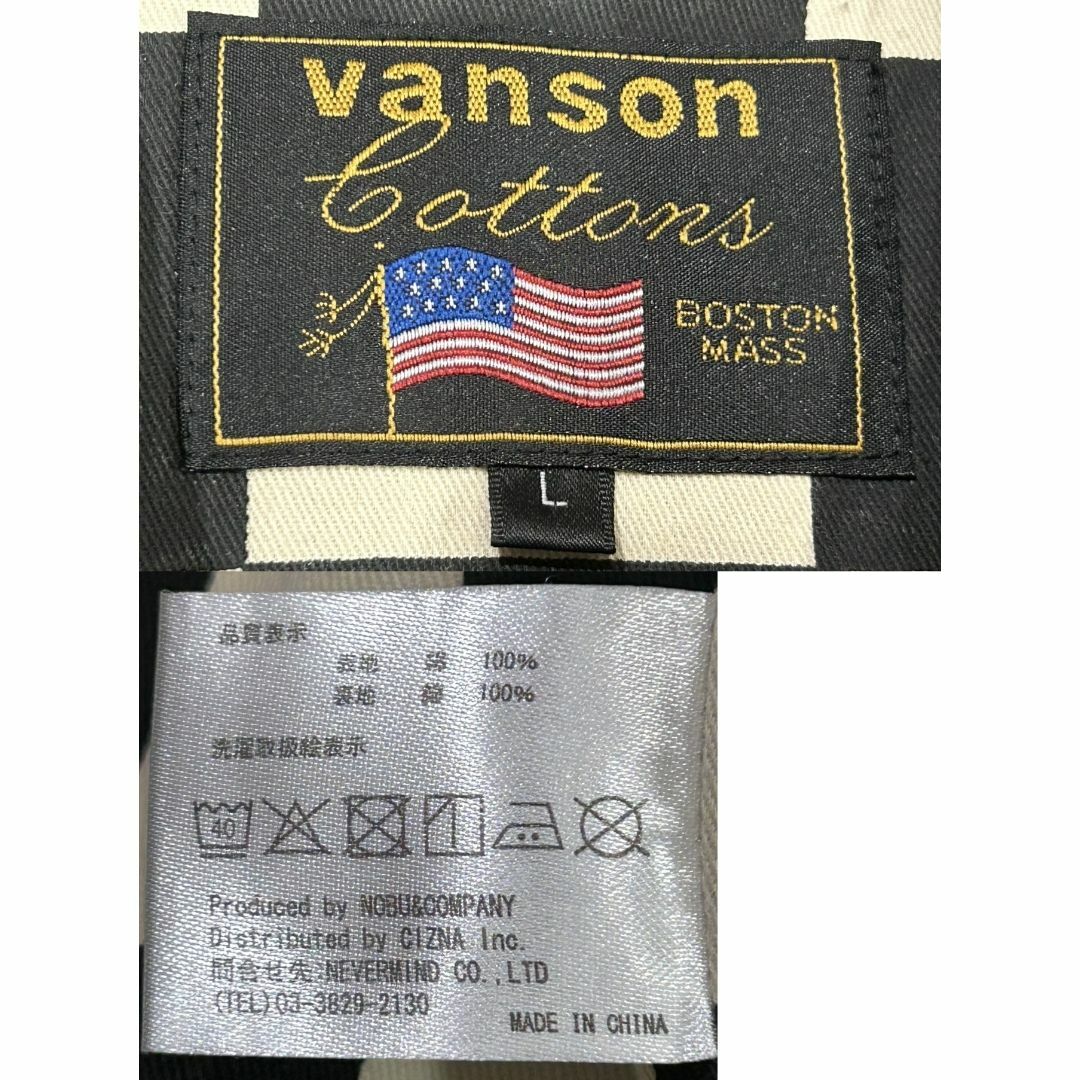 vanson
Cottons
BOSTON
MASS
L
品質表示
表地 綿 100%
裏地 綿 100%
洗濯取扱絵表示
40
Produced by NOBU&COMPANY
Distributed by CIZNA Inc.
問合せ先:NEVERMIND CO.,LTD
(TEL)03-3829-2130
MADE IN CHINA